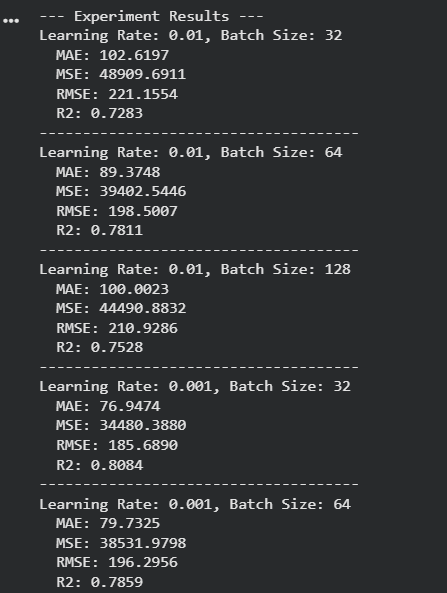 --- Experiment Results ---
Learning Rate: 0.01, Batch Size: 32
MAE: 102.6197
MSE: 48909.6911
RMSE: 221.1554
R2: 0.7283
-------------------------------------
Learning Rate: 0.01, Batch Size: 64
MAE: 89.3748
MSE: 39402.5446
RMSE: 198.5007
R2: 0.7811
-------------------------------------
Learning Rate: 0.01, Batch Size: 128
MAE: 100.0023
MSE: 44490.8832
RMSE: 210.9286
R2: 0.7528
-------------------------------------
Learning Rate: 0.001, Batch Size: 32
MAE: 76.9474
MSE: 34480.3880
RMSE: 185.6890
R2: 0.8084
-------------------------------------
Learning Rate: 0.001, Batch Size: 64
MAE: 79.7325
MSE: 38531.9798
RMSE: 196.2956
R2: 0.7859